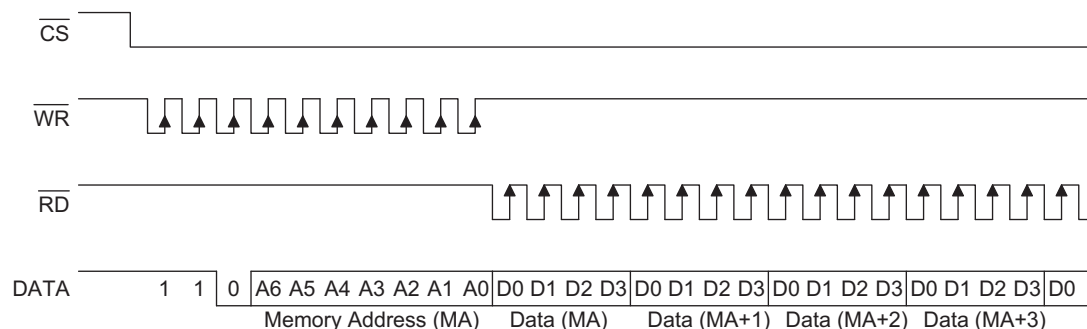 CS
WR
RD
DATA 1 1 0 A6 A5 A4 A3 A2 A1 A0 D0 D1 D2 D3 D0 D1 D2 D3 D0 D1 D2 D3 D0 D1 D2 D3 D0
Memory Address (MA) Data (MA) Data (MA+1) Data (MA+2) Data (MA+3)